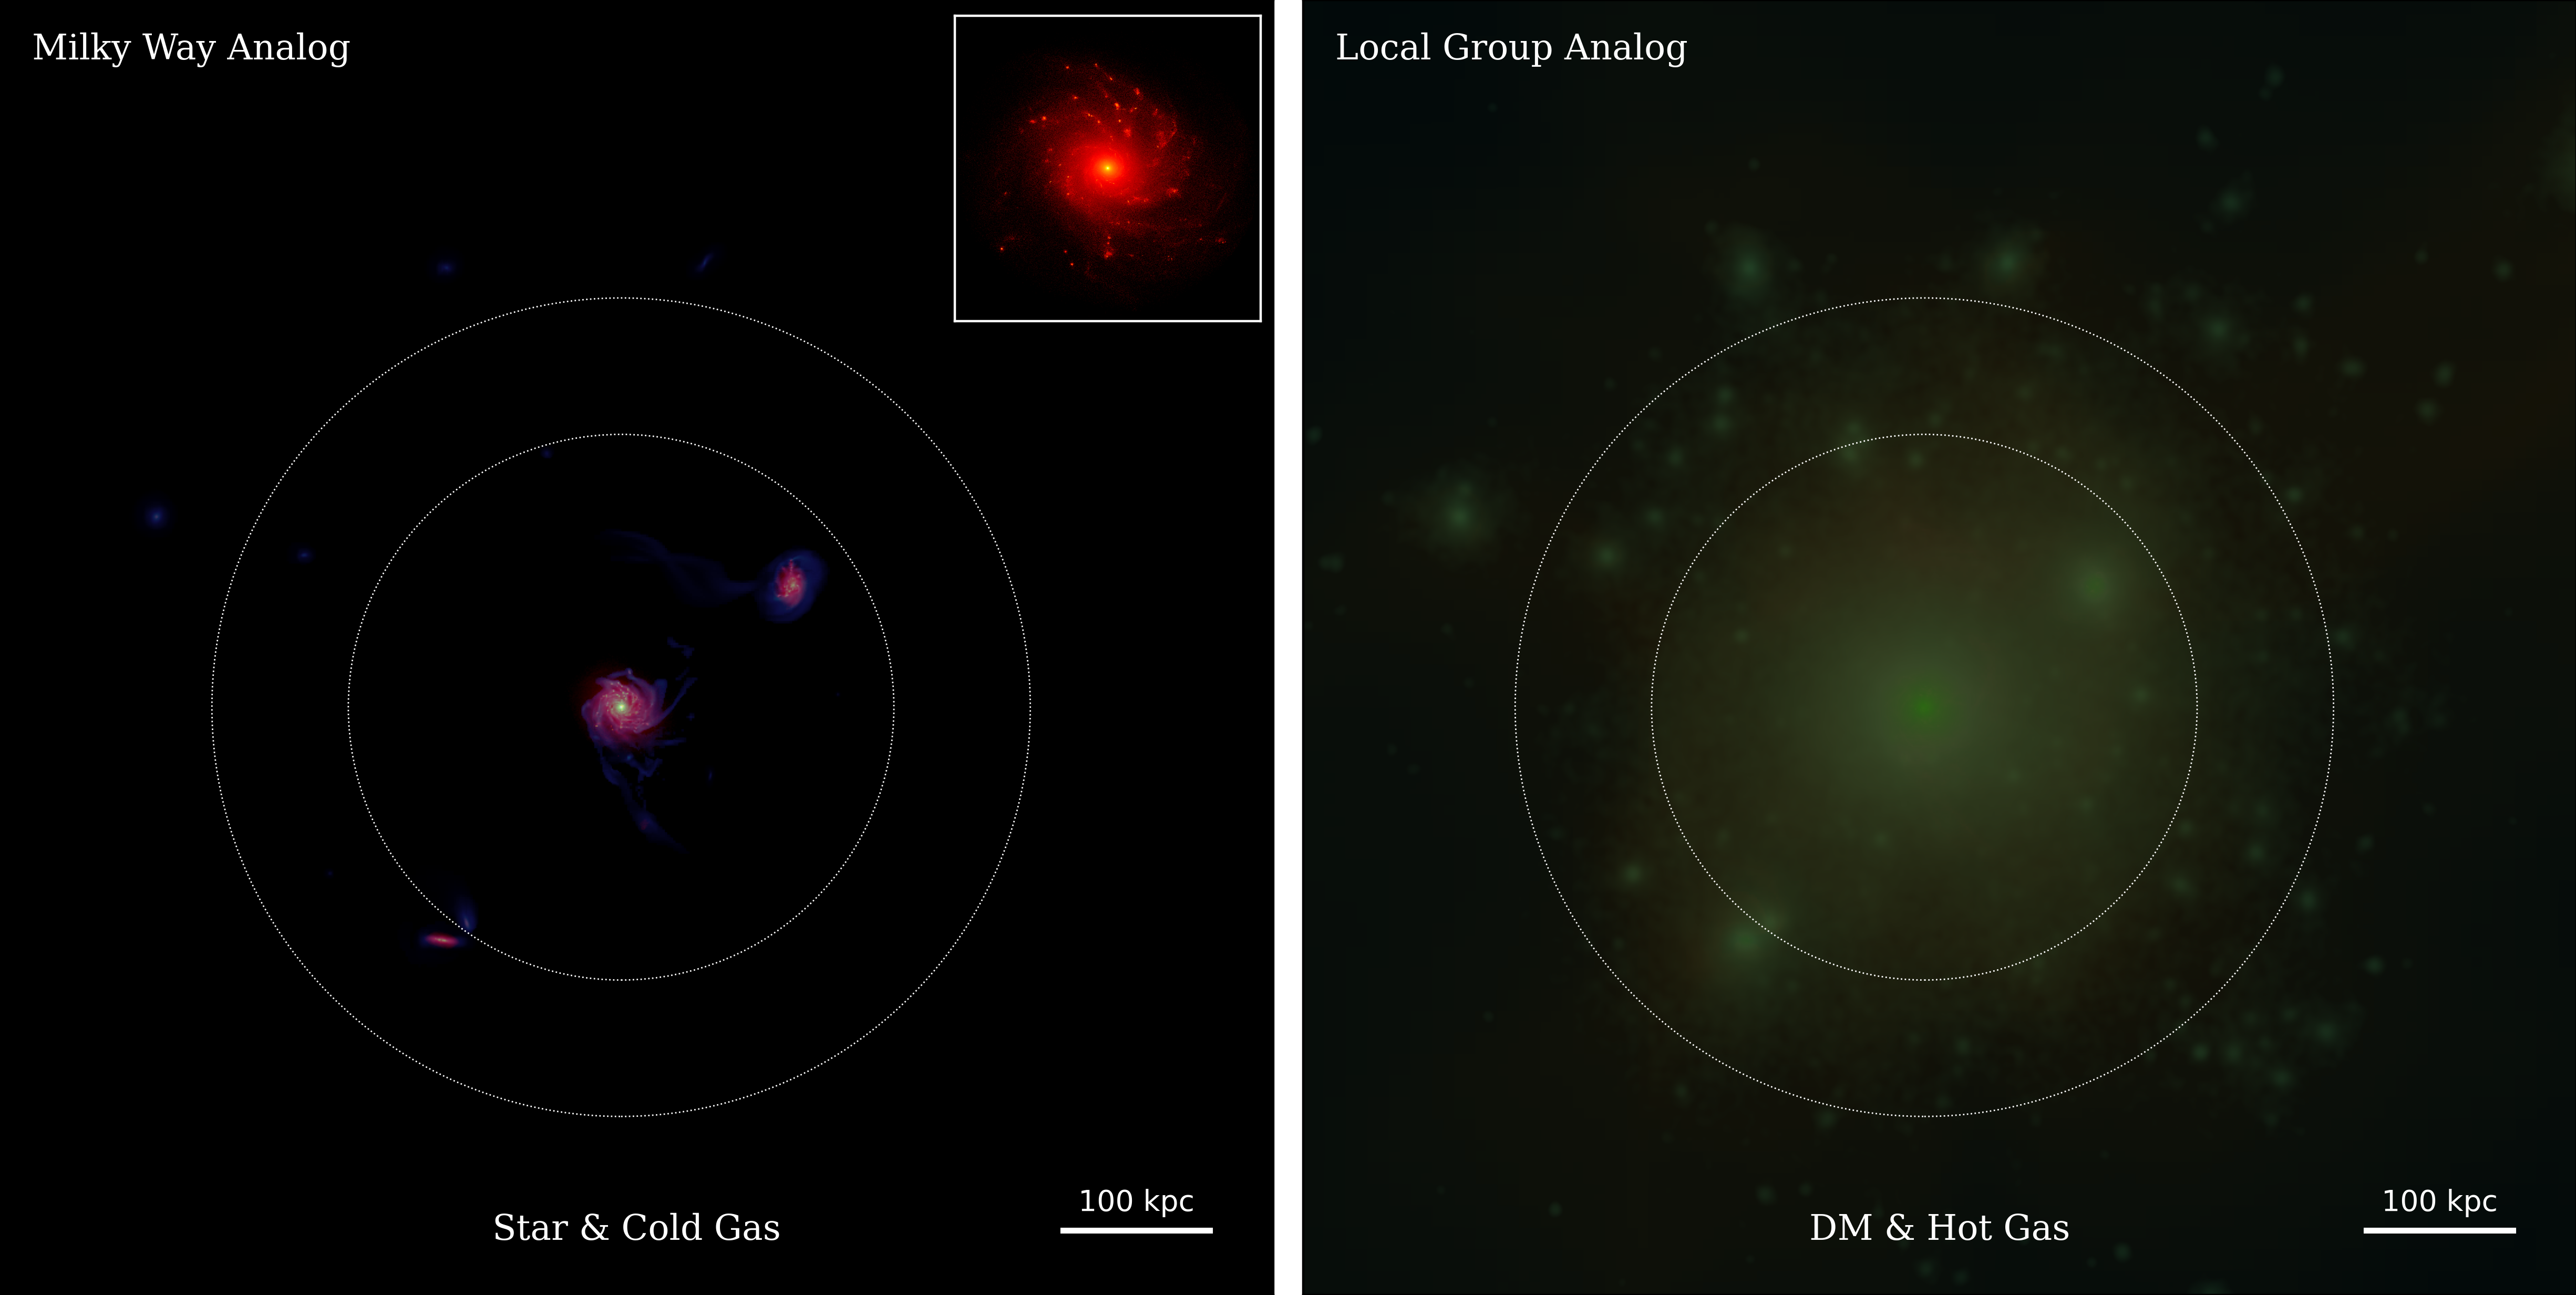 Milky Way Analog
Star & Cold Gas
100 kpc
Local Group Analog
DM & Hot Gas
100 kpc